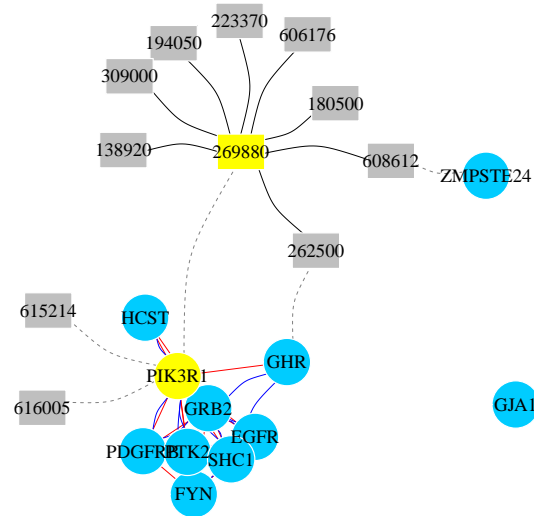 223370
606176
194050
309000
180500
138920
269880
608612
ZMPSTE24
262500
615214
HCST
GHR
PIK3R1
616005
GRB2
GJA1
EGFR
PDGFRB
PTK2
SHC1
FYN